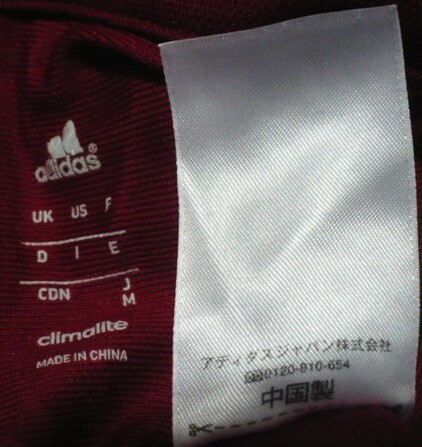 adidas
UK US F
D I E
CDN J
M
climalite
MADE IN CHINA
アディダスジャパン株式会社
0120-810-654
中国製